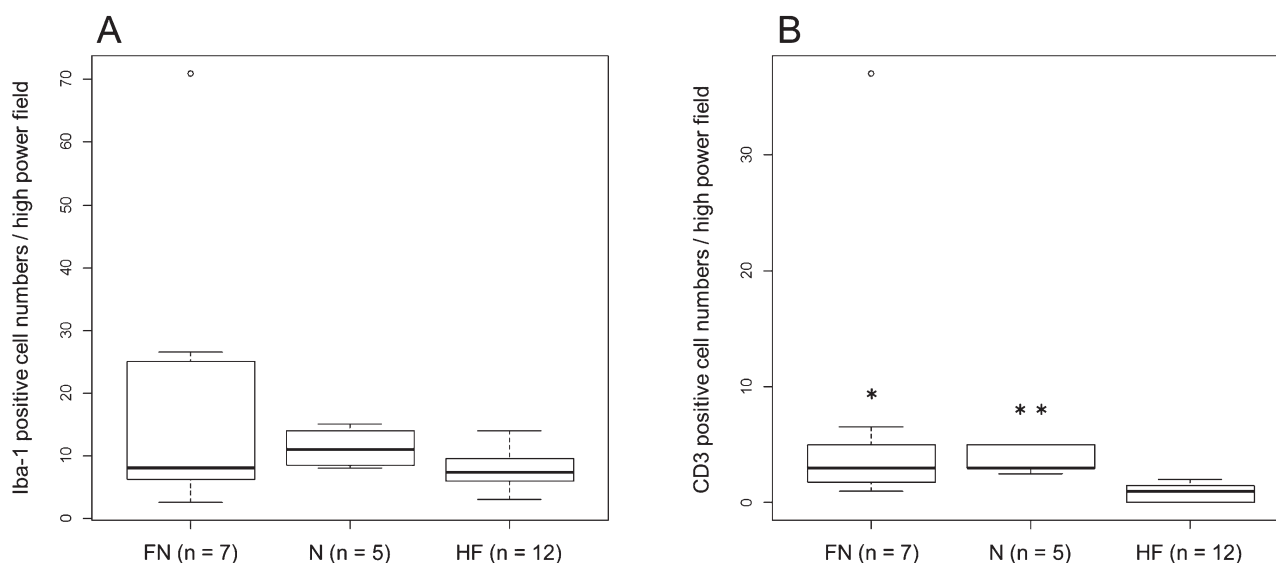 A
Iba-1 positive cell numbers / high power field
70
60
50
40
30
20
10
0
FN (n = 7)
N (n = 5)
HF (n = 12)
B
CD3 positive cell numbers / high power field
30
20
10
0
*
* *
FN (n = 7)
N (n = 5)
HF (n = 12)